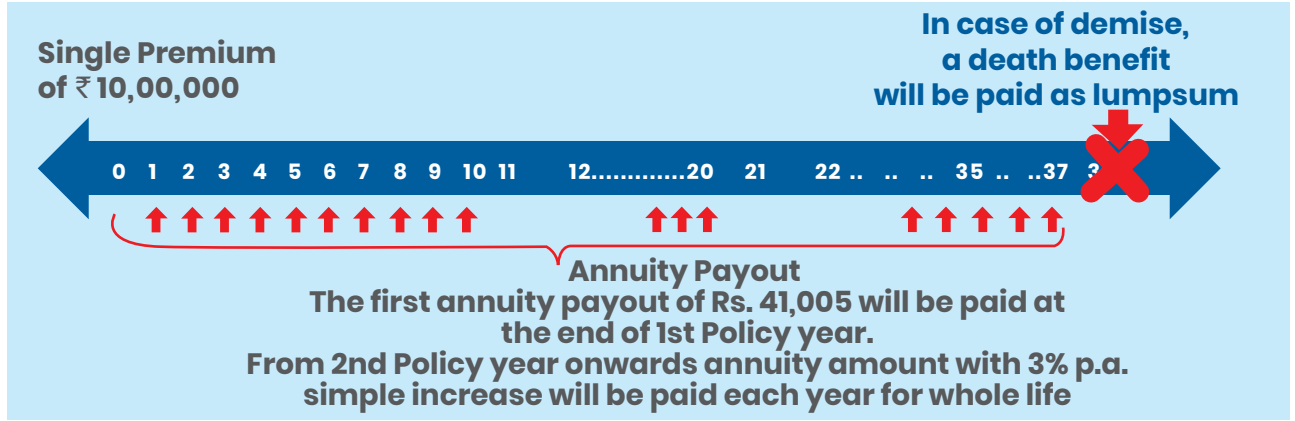 Single Premium
of ₹ 10,00,000
In case of demise,
a death benefit
will be paid as lumpsum
0 1 2 3 4 5 6 7 8 9 10 11 12.............20 21 22 .. .. .. 35 .. ..37
Annuity Payout
The first annuity payout of Rs. 41,005 will be paid at
the end of 1st Policy year.
From 2nd Policy year onwards annuity amount with 3% p.a.
simple increase will be paid each year for whole life